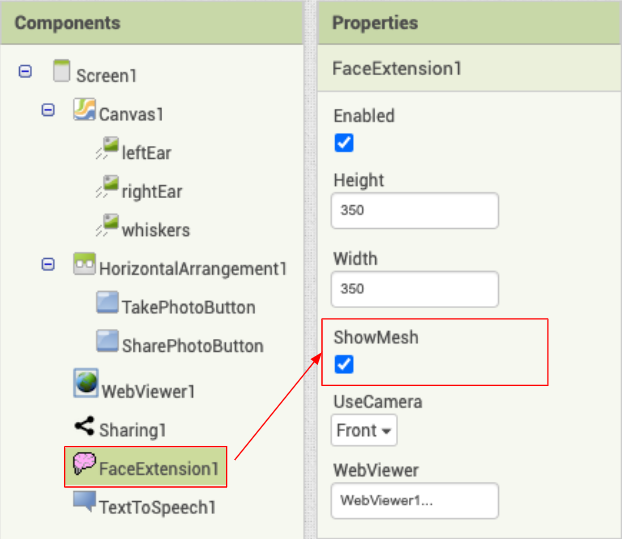 Components
Screen1
Canvas1
leftEar
rightEar
whiskers
HorizontalArrangement1
TakePhotoButton
SharePhotoButton
WebViewer1
Sharing1
FaceExtension1
TextToSpeech1
Properties
FaceExtension1
Enabled
Height
350
Width
350
ShowMesh
UseCamera
Front
WebViewer
WebViewer1...